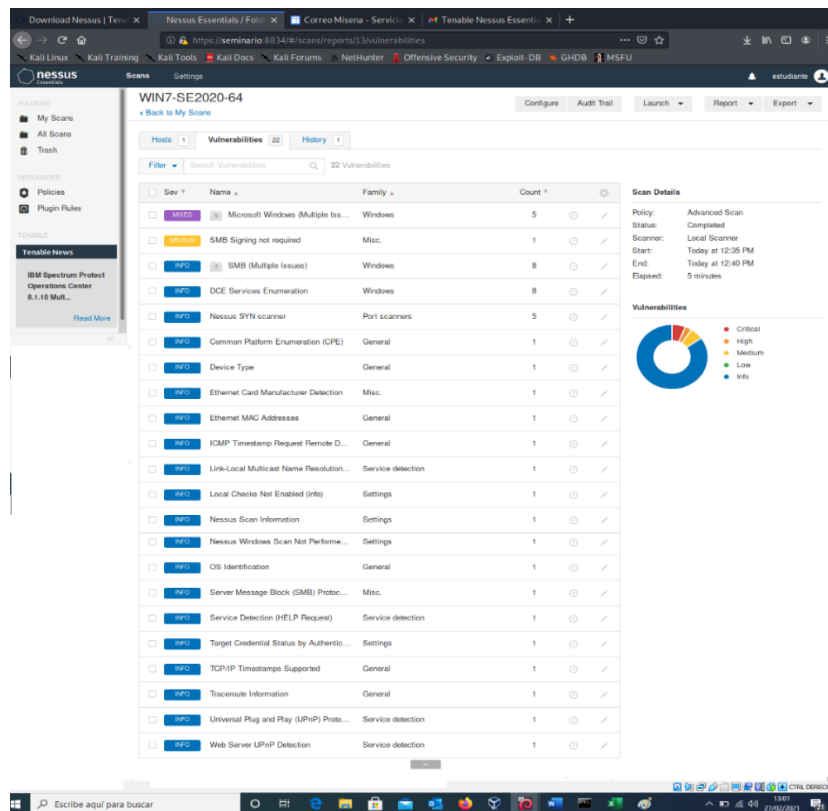 Download Nessus | Tena
Nessus Essentials / Folde
Correo Misena - Servicio
Tenable Nessus Essentia
https://seminario:8834/#/scans/reports/13/vulnerabilities
Kali Linux Kali Training Kali Tools Kali Docs Kali Forums NetHunter Offensive Security Exploit-DB GHDB MSFU
nessus Essentials Scans Settings estudiante
FOLDERS
My Scans
All Scans
Trash
RESOURCES
Policies
Plugin Rules
TENABLE
Tenable News
IBM Spectrum Protect
Operations Center
8.1.10 Mult...
Read More
WIN7-SE2020-64
Back to My Scans
Configure Audit Trail Launch Report Export
Hosts 1 Vulnerabilities 22 History 1
Filter Search Vulnerabilities 22 Vulnerabilities
Sev Name Family Count
MIXED 5 Microsoft Windows (Multiple Iss... Windows 5
MEDIUM SMB Signing not required Misc. 1
INFO 7 SMB (Multiple Issues) Windows 8
INFO DCE Services Enumeration Windows 8
INFO Nessus SYN scanner Port scanners 5
INFO Common Platform Enumeration (CPE) General 1
INFO Device Type General 1
INFO Ethernet Card Manufacturer Detection Misc. 1
INFO Ethernet MAC Addresses General 1
INFO ICMP Timestamp Request Remote D... General 1
INFO Link-Local Multicast Name Resolution... Service detection 1
INFO Local Checks Not Enabled (info) Settings 1
INFO Nessus Scan Information Settings 1
INFO Nessus Windows Scan Not Performe... Settings 1
INFO OS Identification General 1
INFO Server Message Block (SMB) Protoc... Misc. 1
INFO Service Detection (HELP Request) Service detection 1
INFO Target Credential Status by Authentic... Settings 1
INFO TCP/IP Timestamps Supported General 1
INFO Traceroute Information General 1
INFO Universal Plug and Play (UPnP) Proto... Service detection 1
INFO Web Server UPnP Detection Service detection 1
Scan Details
Policy: Advanced Scan
Status: Completed
Scanner: Local Scanner
Start: Today at 12:35 PM
End: Today at 12:40 PM
Elapsed: 5 minutes
Vulnerabilities
Critical
High
Medium
Low
Info
CTRL DERECH
Escribe aquí para buscar
13:01
27/02/2021